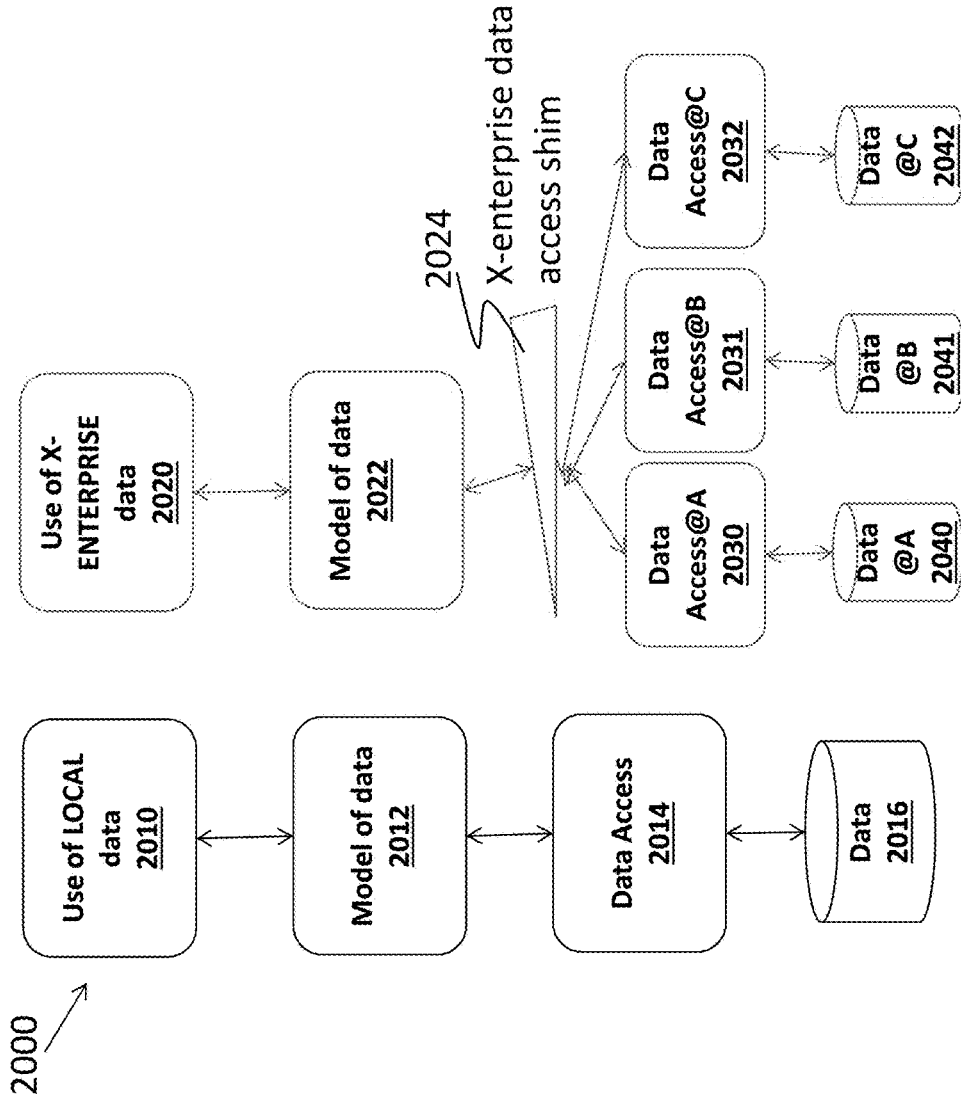 2000
Use of LOCAL
data
2010
Model of data
2012
Data Access
2014
Data
2016
Use of X-
ENTERPRISE
data
2020
Model of data
2022
2024
X-enterprise data
access shim
Data
Access@A
2030
Data
Access@B
2031
Data
Access@C
2032
Data
@A
2040
Data
@B
2041
Data
@C
2042